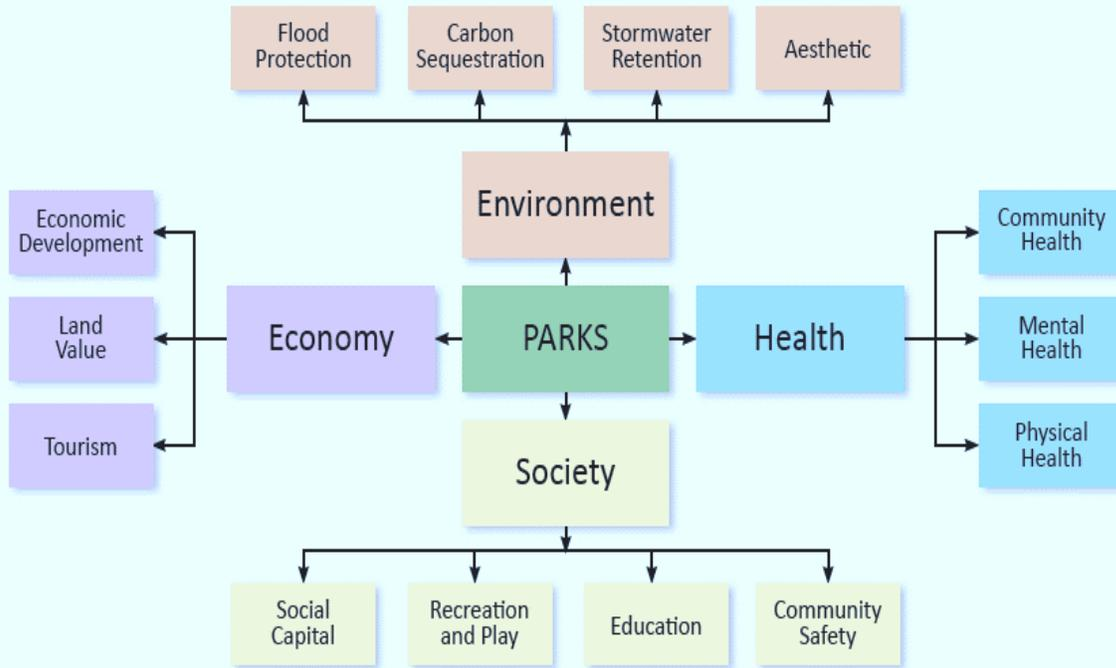 Flood
Protection
Carbon
Sequestration
Stormwater
Retention
Aesthetic
Environment
Economic
Development
Land
Value
Tourism
Economy
PARKS
Health
Community
Health
Mental
Health
Physical
Health
Society
Social
Capital
Recreation
and Play
Education
Community
Safety